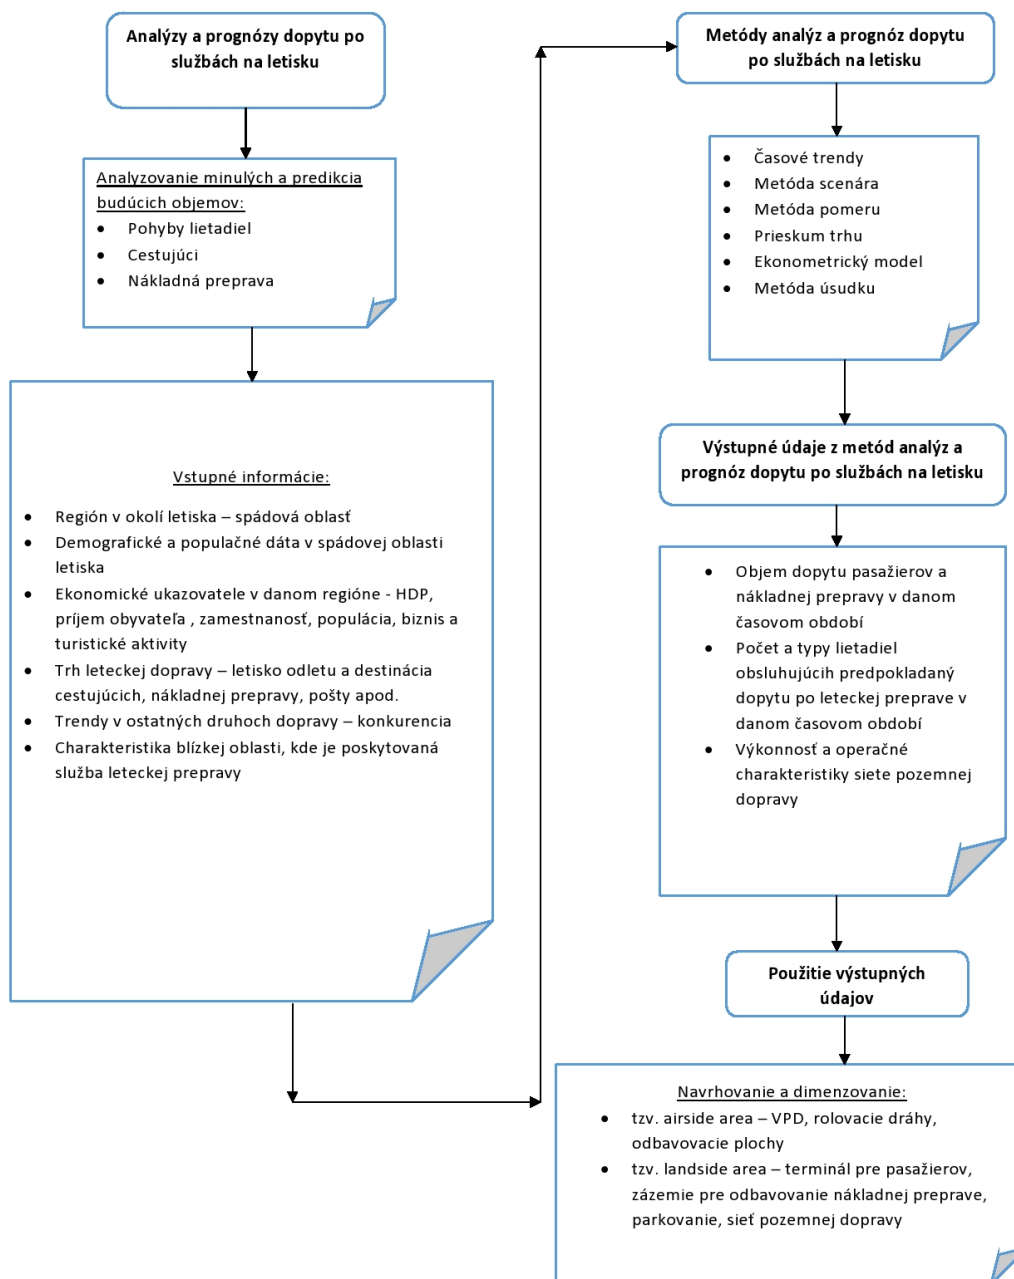 Analýzy a prognózy dopytu po
službách na letisku
Analyzovanie minulých a predikcia
budúcich objemov:
• Pohyby lietadiel
• Cestujúci
• Nákladná preprava
Vstupné informácie:
• Región v okolí letiska – spádová oblasť
• Demografické a populačné dáta v spádovej oblasti
letiska
• Ekonomické ukazovatele v danom regióne - HDP,
príjem obyvateľa , zamestnanosť, populácia, biznis a
turistické aktivity
• Trh leteckej dopravy – letisko odletu a destinácia
cestujúcich, nákladnej prepravy, pošty apod.
• Trendy v ostatných druhoch dopravy – konkurencia
• Charakteristika blízkej oblasti, kde je poskytovaná
služba leteckej prepravy
Metódy analýz a prognóz dopytu
po službách na letisku
• Časové trendy
• Metóda scenára
• Metóda pomeru
• Prieskum trhu
• Ekonometrický model
• Metóda úsudku
Výstupné údaje z metód analýz a
prognóz dopytu po službách na letisku
• Objem dopytu pasažierov a
nákladnej prepravy v danom
časovom období
• Počet a typy lietadiel
obsluhujúcih predpokladaný
dopytu po leteckej preprave v
danom časovom období
• Výkonnosť a operačné
charakteristiky siete pozemnej
dopravy
Použitie výstupných
údajov
Navrhovanie a dimenzovanie:
• tzv. airside area – VPD, rolovacie dráhy,
odbavovacie plochy
• tzv. landside area – terminál pre pasažierov,
zázemie pre odbavovanie nákladnej preprave,
parkovanie, sieť pozemnej dopravy